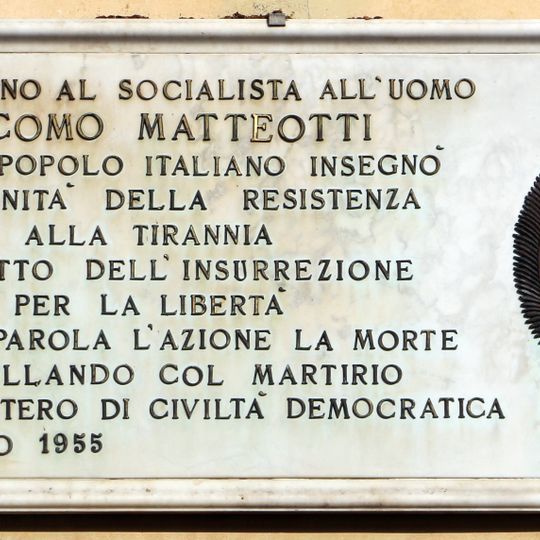 NO AL SOCIALISTA ALL'UOMO
COMO MATTEOTTI
POPOLO ITALIANO INSEGNÒ
NITÀ DELLA RESISTENZA
ALLA TIRANNIA
TTO DELL'INSURREZIONE
PER LA LIBERTÀ
PAROLA L'AZIONE LA MORTE
LLANDO COL MARTIRIO
TERO DI CIVILTÀ DEMOCRATICA
O 1955